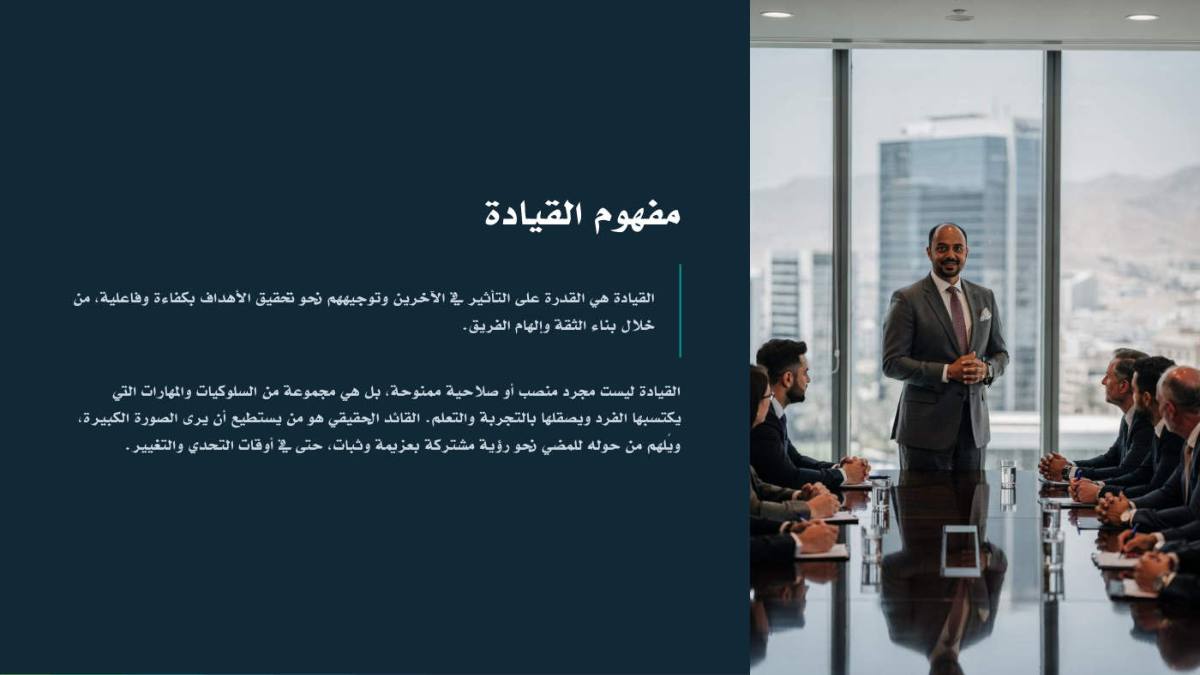 مفهوم القيادة
القيادة هي القدرة على التأثير في الآخرين وتوجيههم نحو تحقيق الأهداف بكفاءة وفاعلية، من
خلال بناء الثقة وإلهام الفريق.
القيادة ليست مجرد منصب أو صلاحية ممنوحة، بل هي مجموعة من السلوكيات والمهارات التي
يكتسبها الفرد ويصقلها بالتجربة والتعلم. القائد الحقيقي هو من يستطيع أن يرى الصورة الكبيرة،
ويُلهم من حوله للمضي نحو رؤية مشتركة بعزيمة وثبات، حتى في أوقات التحدي والتغيير.